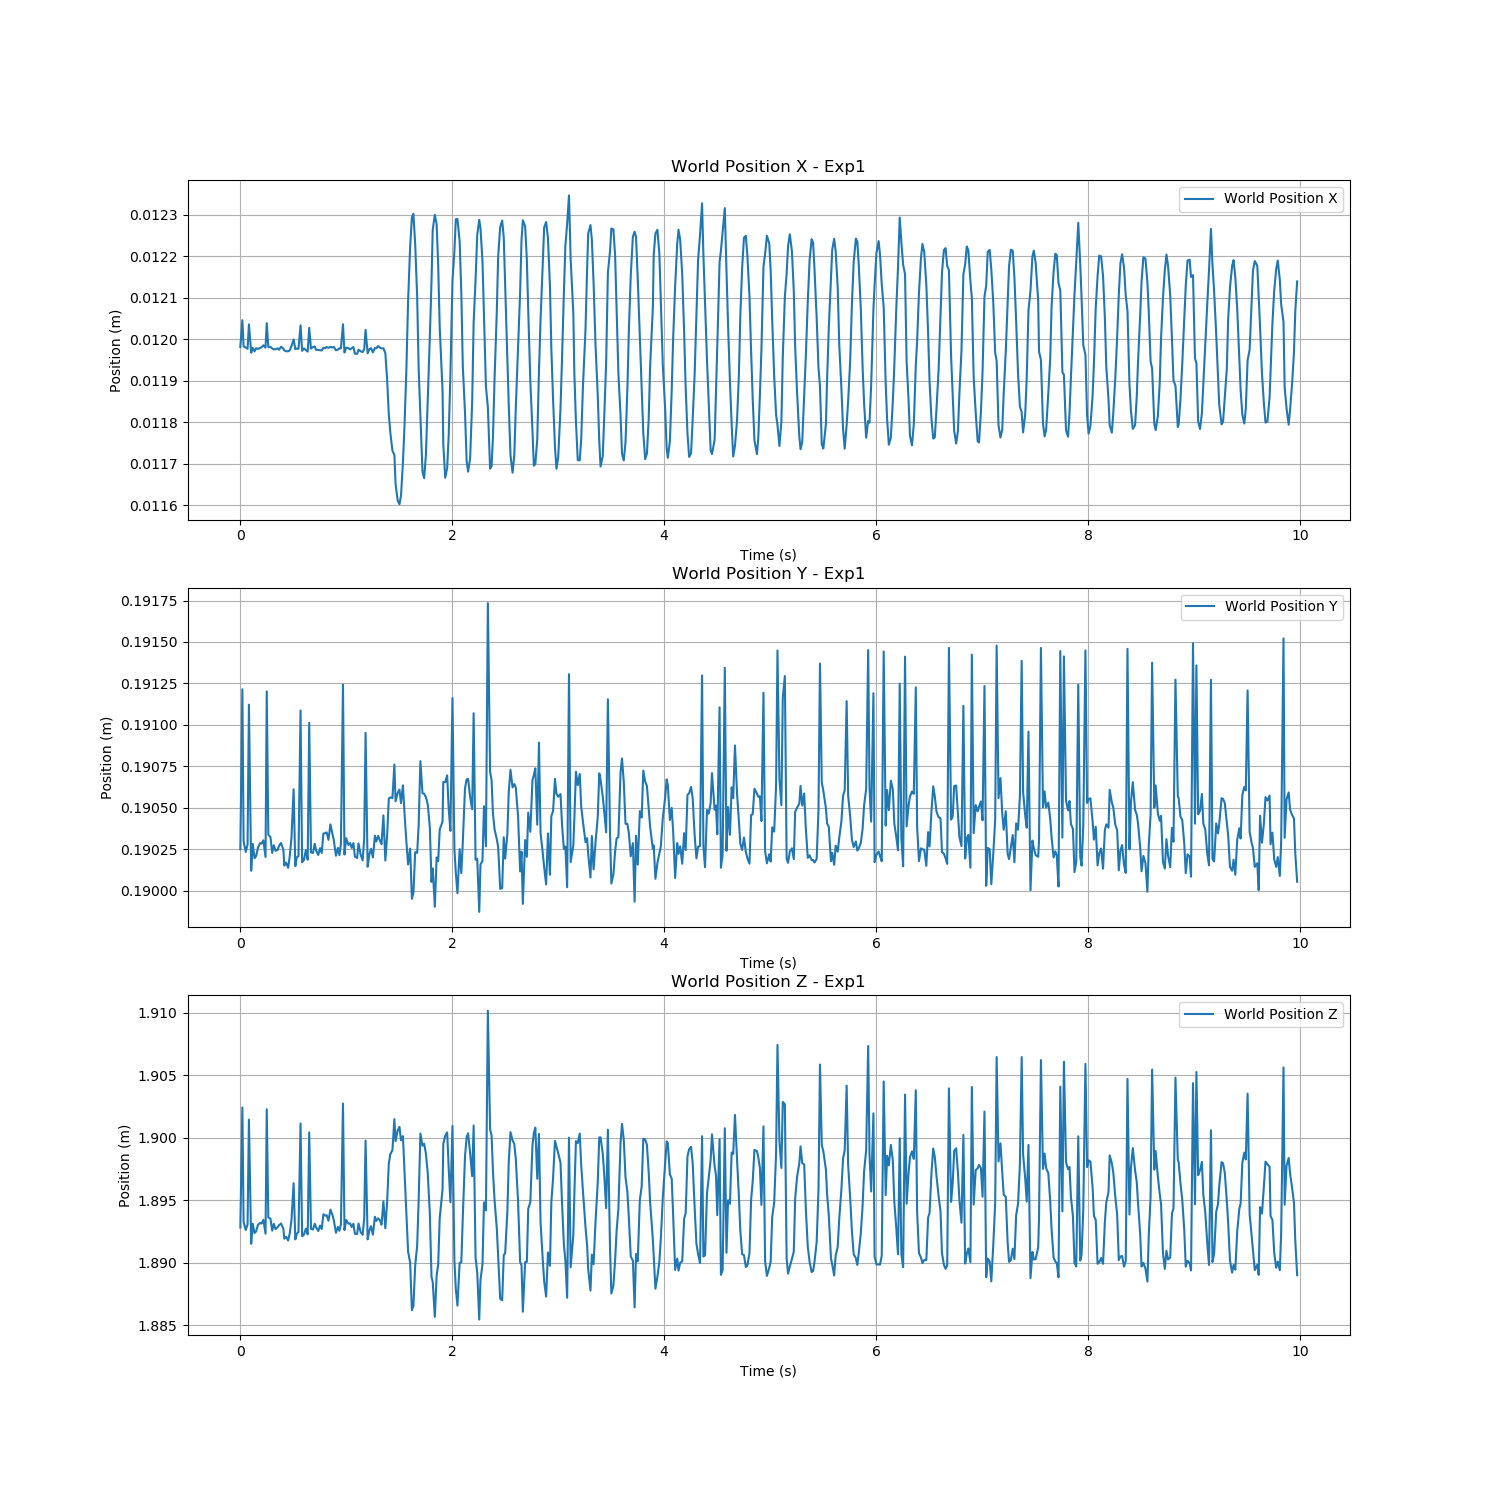 World Position X - Exp1
World Position X
0.0123
0.0122
0.0121
0.0120
0.0119
0.0118
0.0117
0.0116
Position (m)
0 2 4 6 8 10
Time (s)
World Position Y - Exp1
World Position Y
0.19175
0.19150
0.19125
0.19100
0.19075
0.19050
0.19025
0.19000
Position (m)
0 2 4 6 8 10
Time (s)
World Position Z - Exp1
World Position Z
1.910
1.905
1.900
1.895
1.890
1.885
Position (m)
0 2 4 6 8 10
Time (s)